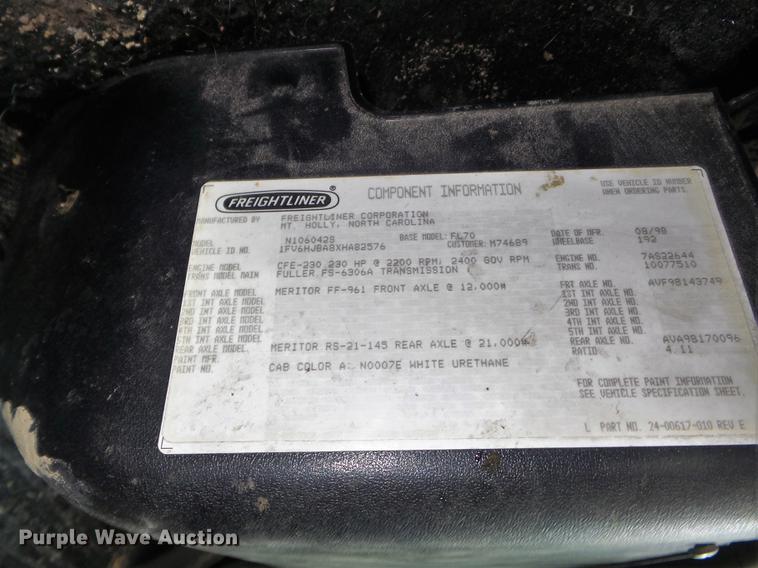 FREIGHTLINER ® COMPONENT INFORMATION USE VEHICLE ID NUMBER
WHEN ORDERING PARTS.
MANUFACTURED BY FREIGHTLINER CORPORATION
MT. HOLLY, NORTH CAROLINA
MODEL N106042S BASE MODEL: FL70 DATE OF MFR. 08/98
VEHICLE ID NO. 1FV6HJBA8XHA82576 CUSTOMER: M74689 WHEELBASE 192
ENGINE MODEL CFE-230 230 HP @ 2200 RPM; 2400 GOV RPM ENGINE NO. 7AS22644
TRANS MODEL MAIN FULLER FS-6306A TRANSMISSION TRANS NO. 10077510
FRONT AXLE MODEL MERITOR FF-961 FRONT AXLE @ 12,000# FRT AXLE NO. AVF98143749
1ST INT AXLE MODEL 1ST INT AXLE NO.
2ND INT AXLE MODEL 2ND INT AXLE NO.
3RD INT AXLE MODEL 3RD INT AXLE NO.
4TH INT AXLE MODEL 4TH INT AXLE NO.
5TH INT AXLE MODEL 5TH INT AXLE NO.
REAR AXLE MODEL MERITOR RS-21-145 REAR AXLE @ 21,000# REAR AXLE NO. AVA98170096
PAINT MFR. RATIO 4.11
PAINT NO. CAB COLOR A: N0007E WHITE URETHANE
FOR COMPLETE PAINT INFORMATION
SEE VEHICLE SPECIFICATION SHEET.
L PART NO. 24-00617-010 REV E
Purple Wave Auction